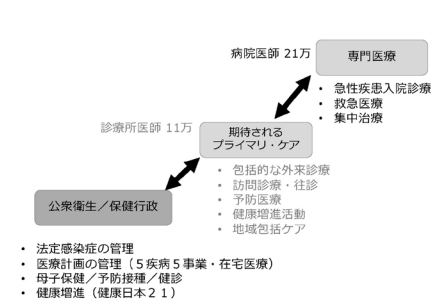 病院医師 21万
専門医療
・ 急性疾患入院診療
・ 救急医療
・ 集中治療
診療所医師 11万
期待される
プライマリ・ケア
・ 包括的な外来診療
・ 訪問診療・往診
・ 予防医療
・ 健康増進活動
・ 地域包括ケア
公衆衛生／保健行政
・ 法定感染症の管理
・ 医療計画の管理（５疾病５事業・在宅医療）
・ 母子保健／予防接種／健診
・ 健康増進（健康日本２１）